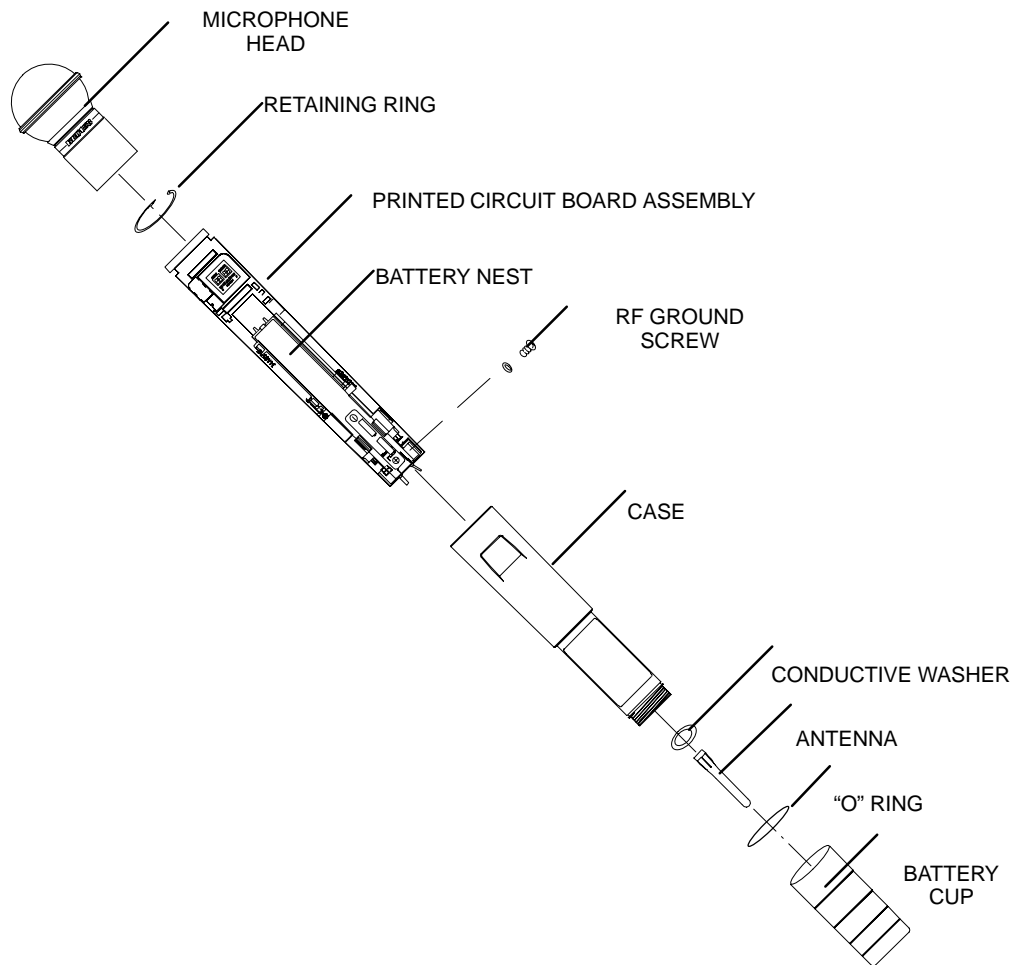 MICROPHONE
HEAD
RETAINING RING
PRINTED CIRCUIT BOARD ASSEMBLY
BATTERY NEST
RF GROUND
SCREW
CASE
CONDUCTIVE WASHER
ANTENNA
“O” RING
BATTERY
CUP